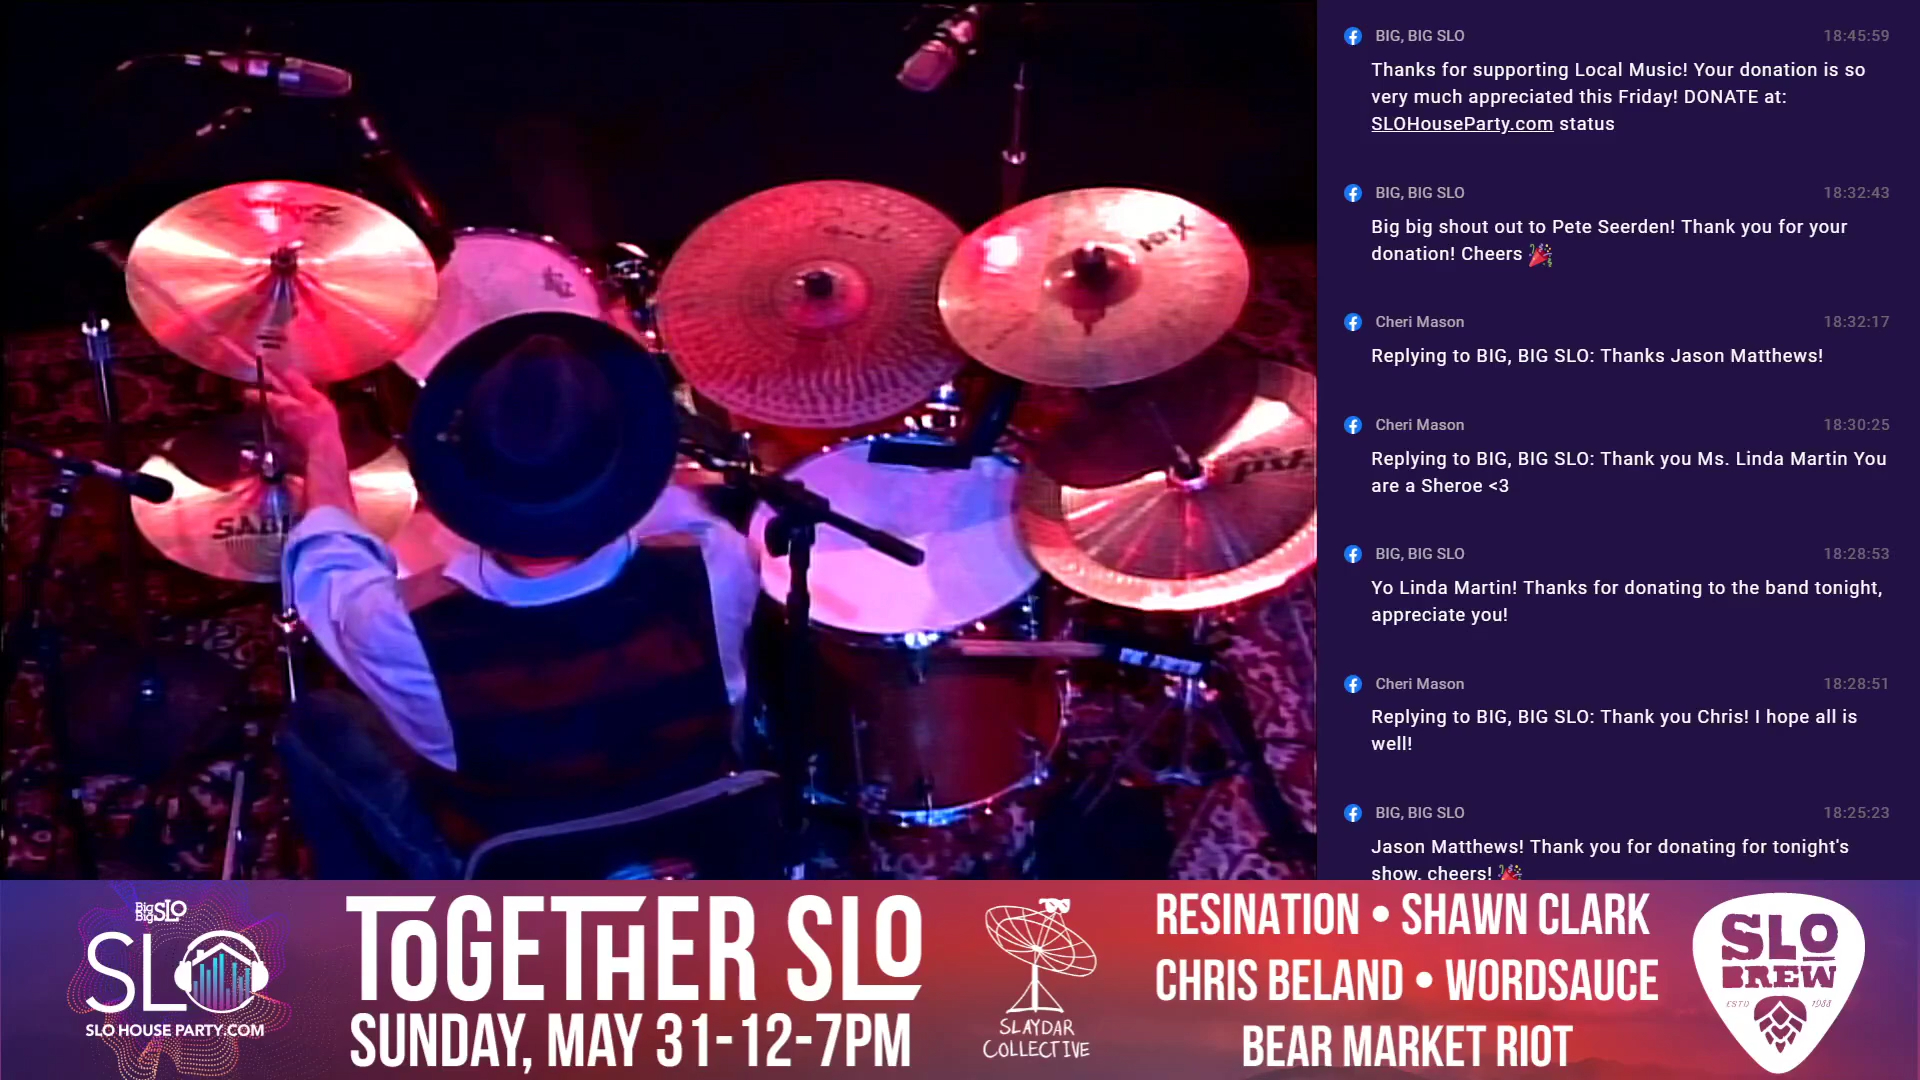 BIG, BIG SLO 18:45:59
Thanks for supporting Local Music! Your donation is so
very much appreciated this Friday! DONATE at:
SLOHouseParty.com status
BIG, BIG SLO 18:32:43
Big big shout out to Pete Seerden! Thank you for your
donation! Cheers 🎉
Cheri Mason 18:32:17
Replying to BIG, BIG SLO: Thanks Jason Matthews!
Cheri Mason 18:30:25
Replying to BIG, BIG SLO: Thank you Ms. Linda Martin You
are a Sheroe <3
BIG, BIG SLO 18:28:53
Yo Linda Martin! Thanks for donating to the band tonight,
appreciate you!
Cheri Mason 18:28:51
Replying to BIG, BIG SLO: Thank you Chris! I hope all is
well!
BIG, BIG SLO 18:25:23
Jason Matthews! Thank you for donating for tonight's
show, cheers! 🎉
Big
Big SLO
SLO
SLO HOUSE PARTY.COM
TOGETHER SLO
SUNDAY, MAY 31-12-7PM
SLAYDAR
COLLECTIVE
RESINATION • SHAWN CLARK
CHRIS BELAND • WORDSAUCE
BEAR MARKET RIOT
SLO
BREW
ESTD 1988